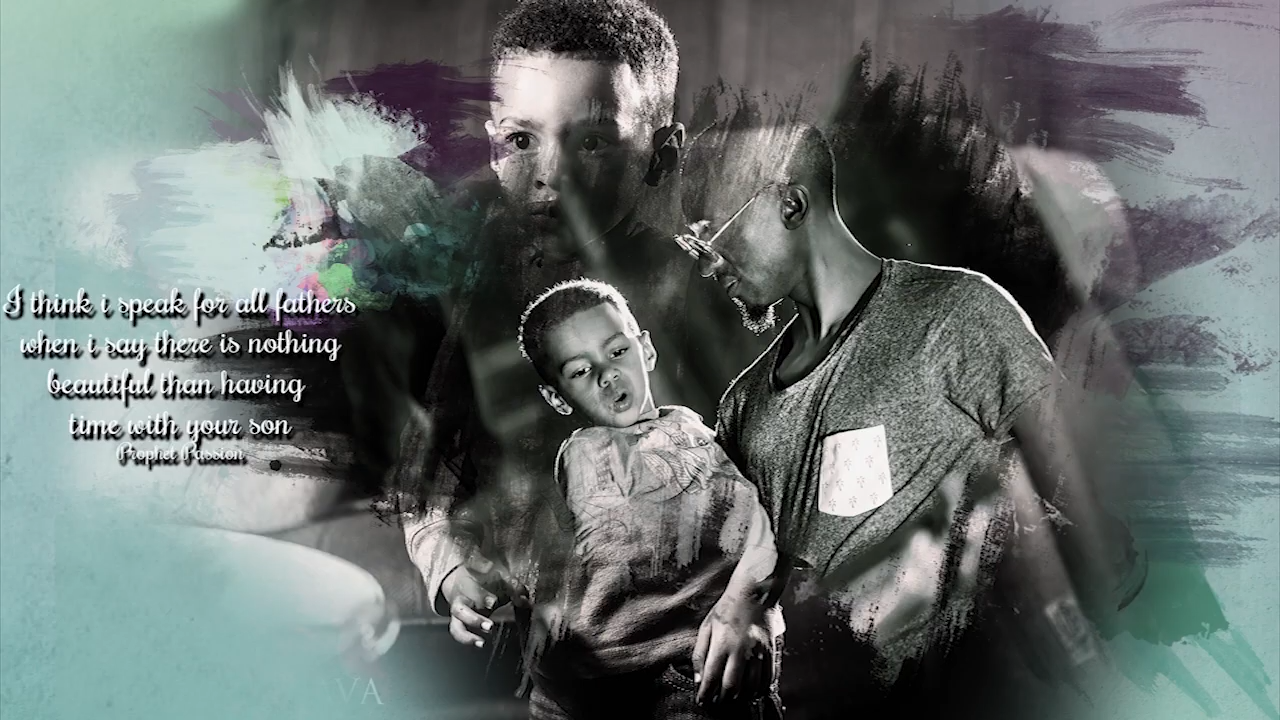 I think i speak for all fathers
when i say there is nothing
beautiful than having
time with your son
Prophet Passion
VA